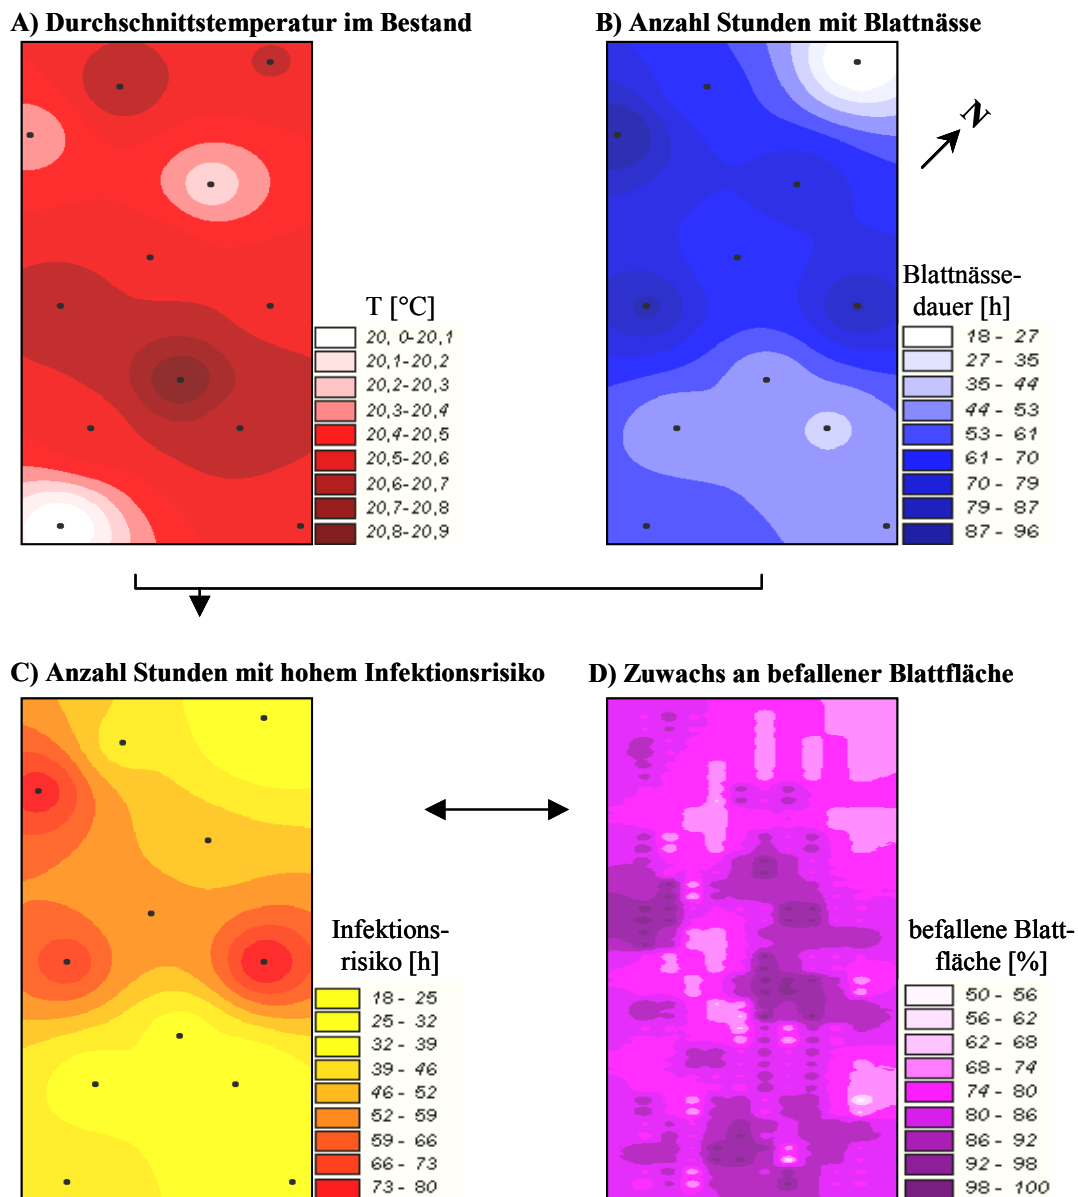 A) Durchschnittstemperatur im Bestand
B) Anzahl Stunden mit Blattnässe
N
T [°C]
20, 0-20,1
20,1-20,2
20,2-20,3
20,3-20,4
20,4-20,5
20,5-20,6
20,6-20,7
20,7-20,8
20,8-20,9
Blattnässe-
dauer [h]
18 - 27
27 - 35
35 - 44
44 - 53
53 - 61
61 - 70
70 - 79
79 - 87
87 - 96
C) Anzahl Stunden mit hohem Infektionsrisiko
D) Zuwachs an befallener Blattfläche
Infektions-
risiko [h]
18 - 25
25 - 32
32 - 39
39 - 46
46 - 52
52 - 59
59 - 66
66 - 73
73 - 80
befallene Blatt-
fläche [%]
50 - 56
56 - 62
62 - 68
68 - 74
74 - 80
80 - 86
86 - 92
92 - 98
98 - 100